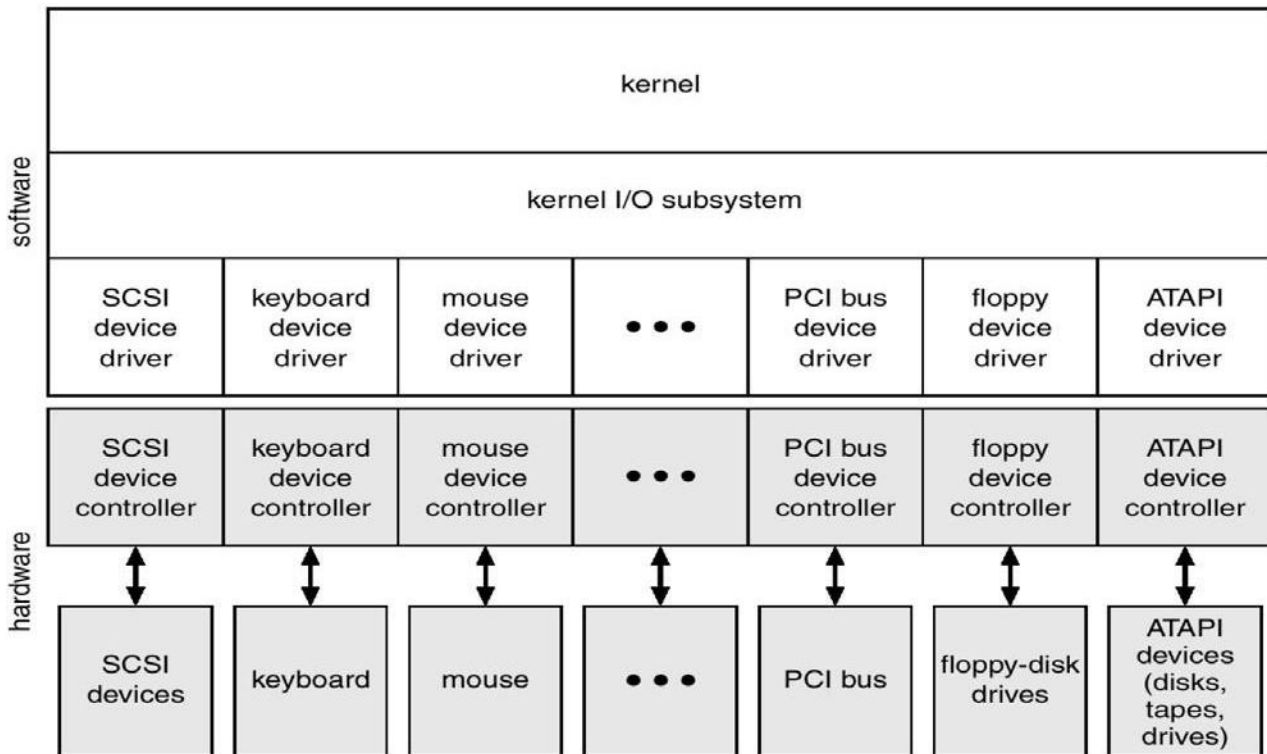 kernel
software
kernel I/O subsystem
SCSI
device
driver
keyboard
device
driver
mouse
device
driver
PCI bus
device
driver
floppy
device
driver
ATAPI
device
driver
hardware
SCSI
device
controller
keyboard
device
controller
mouse
device
controller
PCI bus
device
controller
floppy
device
controller
ATAPI
device
controller
SCSI
devices
keyboard
mouse
PCI bus
floppy-disk
drives
ATAPI
devices
(disks,
tapes,
drives)